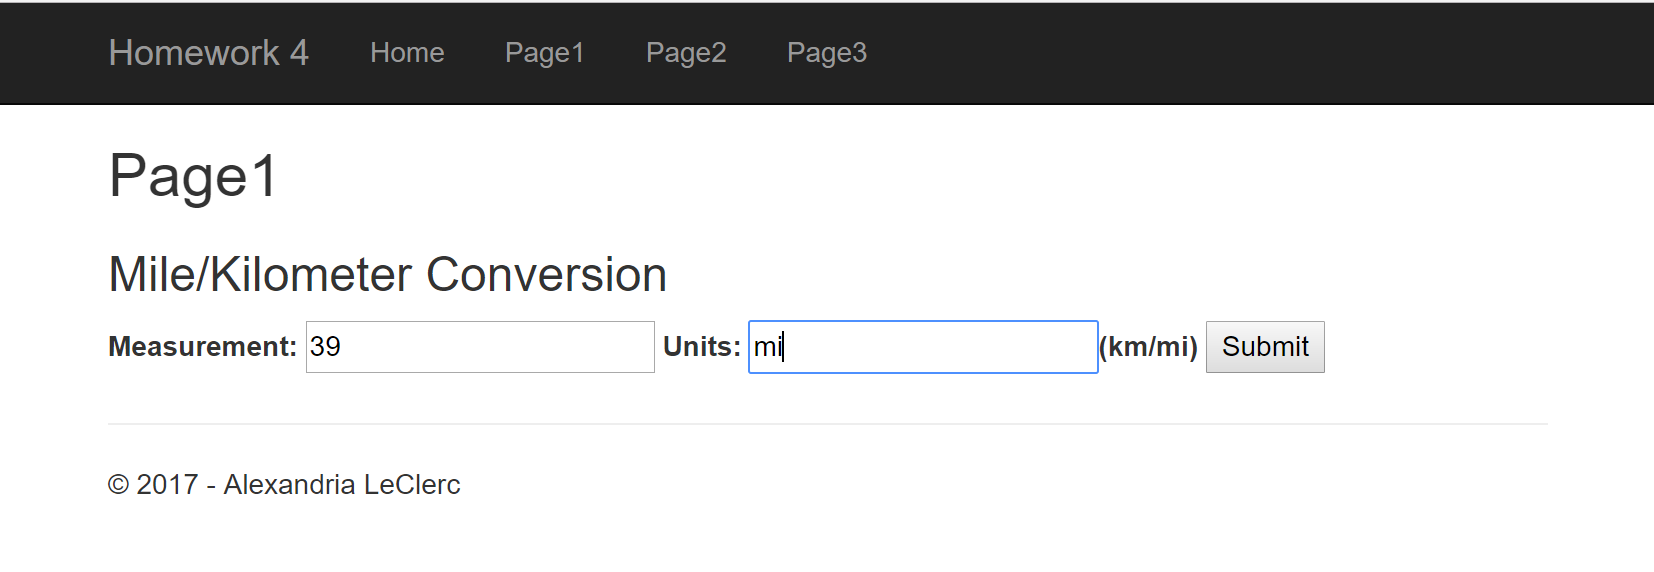 Homework 4 Home Page1 Page2 Page3
Page1
Mile/Kilometer Conversion
Measurement: 39 Units: mi (km/mi) Submit
© 2017 - Alexandria LeClerc